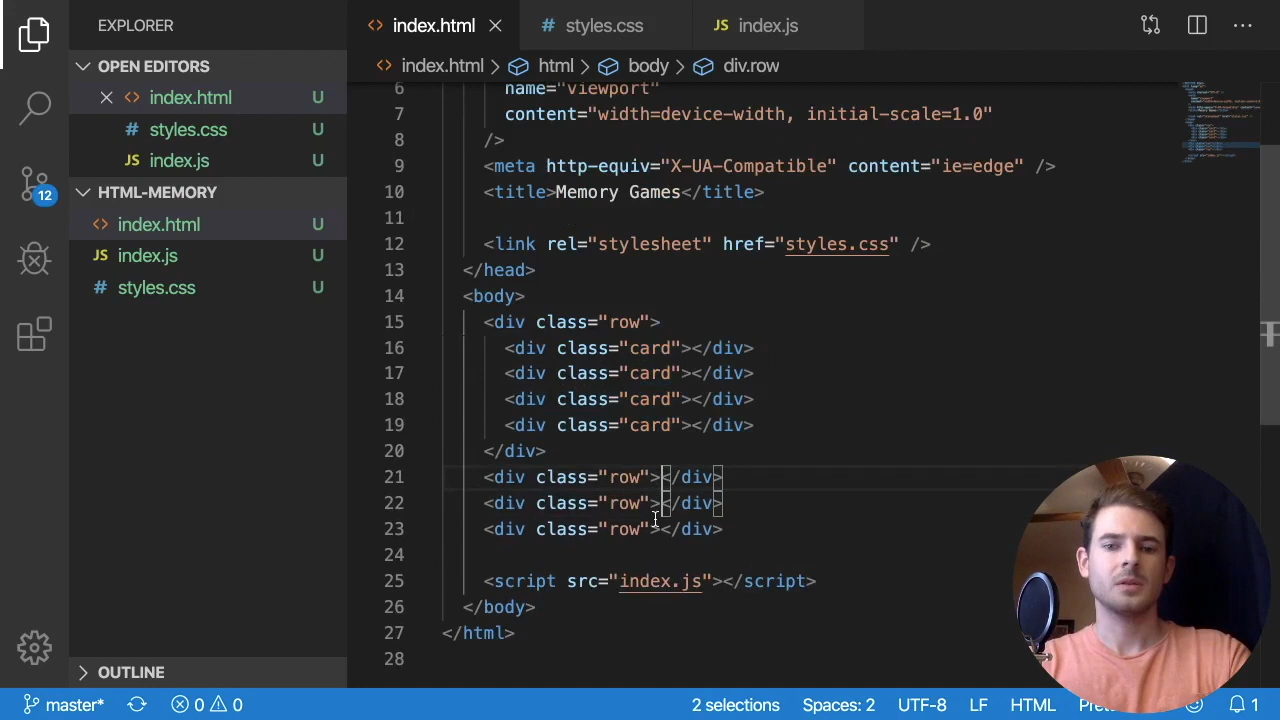 EXPLORER
index.html
styles.css
index.js
OPEN EDITORS
index.html > html > body > div.row
index.html U
styles.css U
index.js U
HTML-MEMORY
index.html U
index.js U
styles.css U
12
6 name="viewport"
7 content="width=device-width, initial-scale=1.0"
8 />
9 <meta http-equiv="X-UA-Compatible" content="ie=edge" />
10 <title>Memory Games</title>
11
12 <link rel="stylesheet" href="styles.css" />
13 </head>
14 <body>
15 <div class="row">
16 <div class="card"></div>
17 <div class="card"></div>
18 <div class="card"></div>
19 <div class="card"></div>
20 </div>
21 <div class="row"></div>
22 <div class="row"></div>
23 <div class="row"></div>
24
25 <script src="index.js"></script>
26 </body>
27 </html>
28
OUTLINE
master* 0 0 2 selections Spaces: 2 UTF-8 LF HTML 1